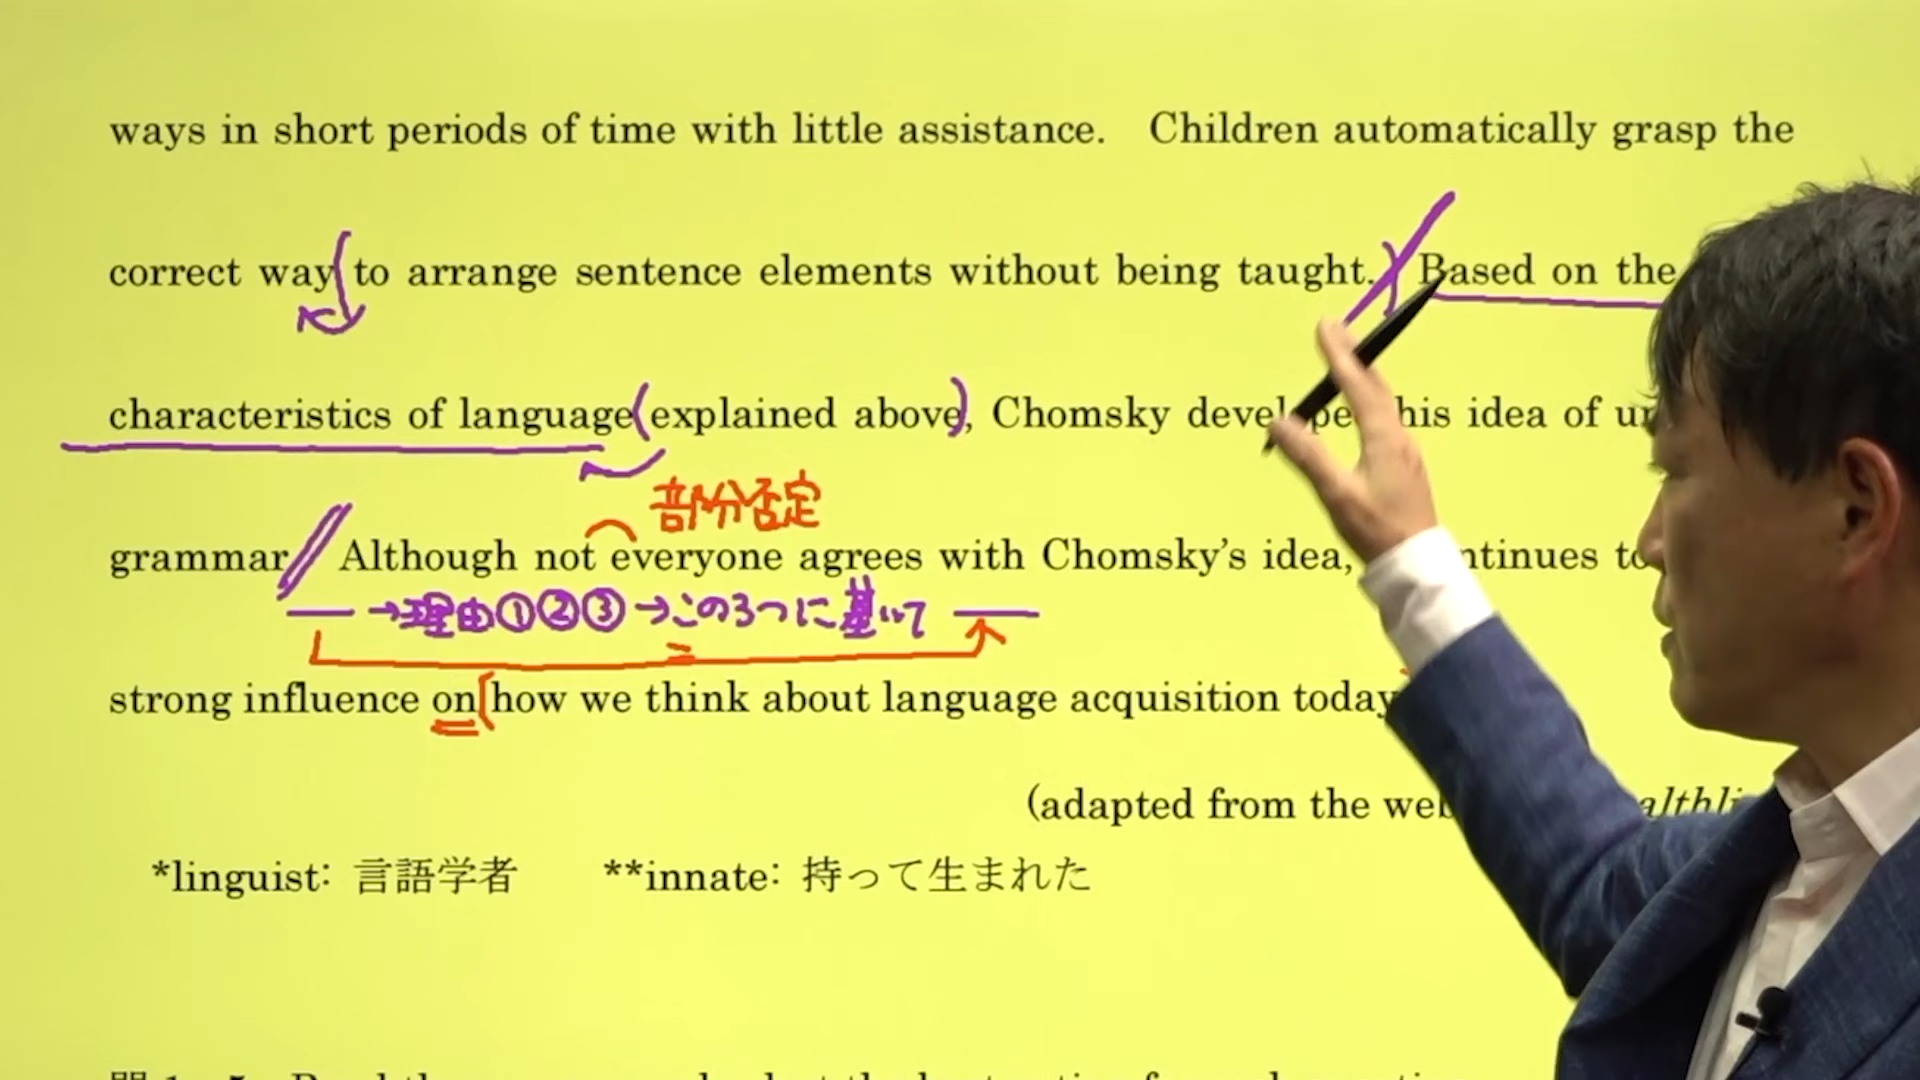 ways in short periods of time with little assistance. Children automatically grasp the
correct way to arrange sentence elements without being taught. Based on the
characteristics of language explained above, Chomsky his idea of
部分否定
grammar Although not everyone agrees with Chomsky's idea, to
→理由①②③→この3つに基いて
strong influence on how we think about language acquisition today
(adapted from the
*linguist: 言語学者 **innate: 持って生まれた